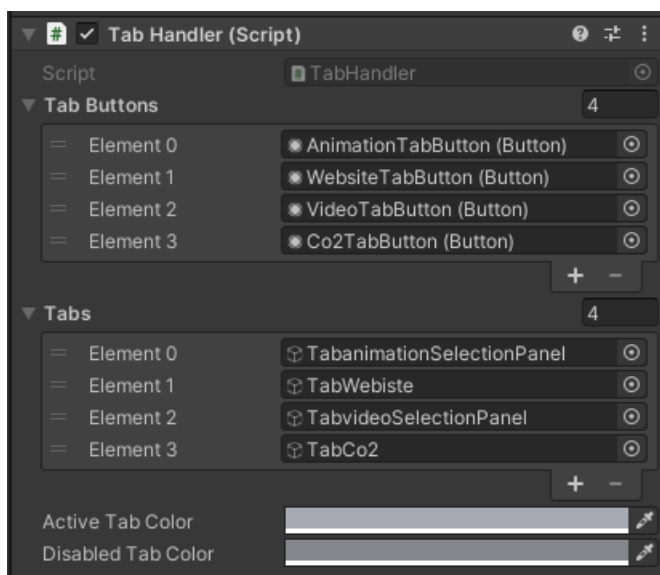 Tab Handler (Script)
Script TabHandler
Tab Buttons 4
Element 0 AnimationTabButton (Button)
Element 1 WebsiteTabButton (Button)
Element 2 VideoTabButton (Button)
Element 3 Co2TabButton (Button)
Tabs 4
Element 0 TabanimationSelectionPanel
Element 1 TabWebiste
Element 2 TabvideoSelectionPanel
Element 3 TabCo2
Active Tab Color
Disabled Tab Color